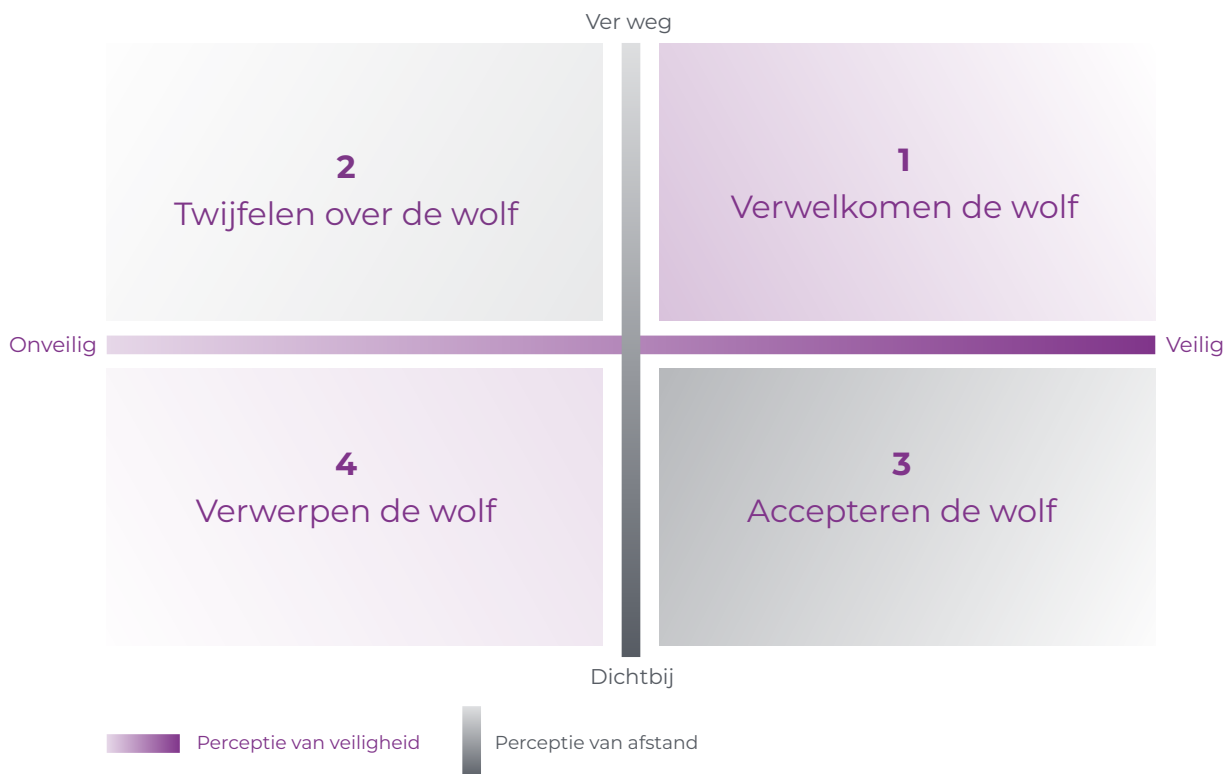 Ver weg
2
Twijfelen over de wolf
1
Verwelkomen de wolf
Onveilig
Veilig
4
Verwerpen de wolf
3
Accepteren de wolf
Dichtbij
Perceptie van veiligheid
Perceptie van afstand